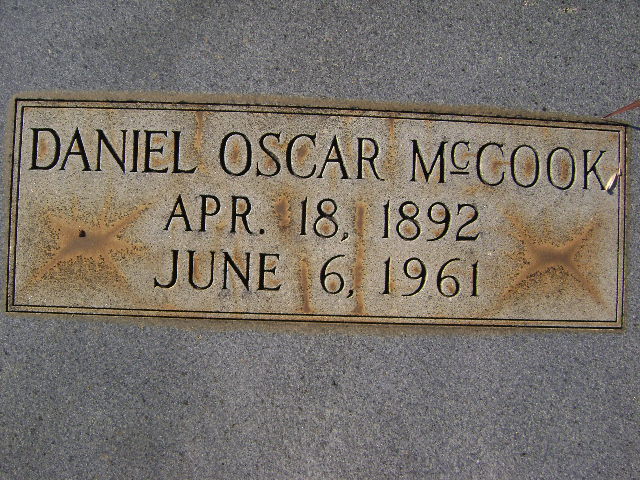 DANIEL OSCAR McCOOK
APR. 18, 1892
JUNE 6, 1961